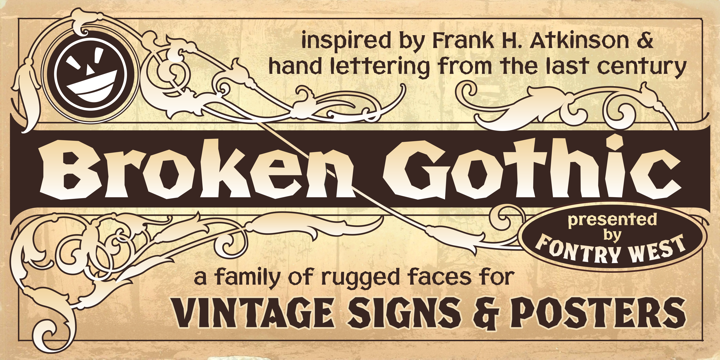 inspired by Frank H. Atkinson &
hand lettering from the last century
Broken Gothic
presented
by
FONTRY WEST
a family of rugged faces for
VINTAGE SIGNS & POSTERS